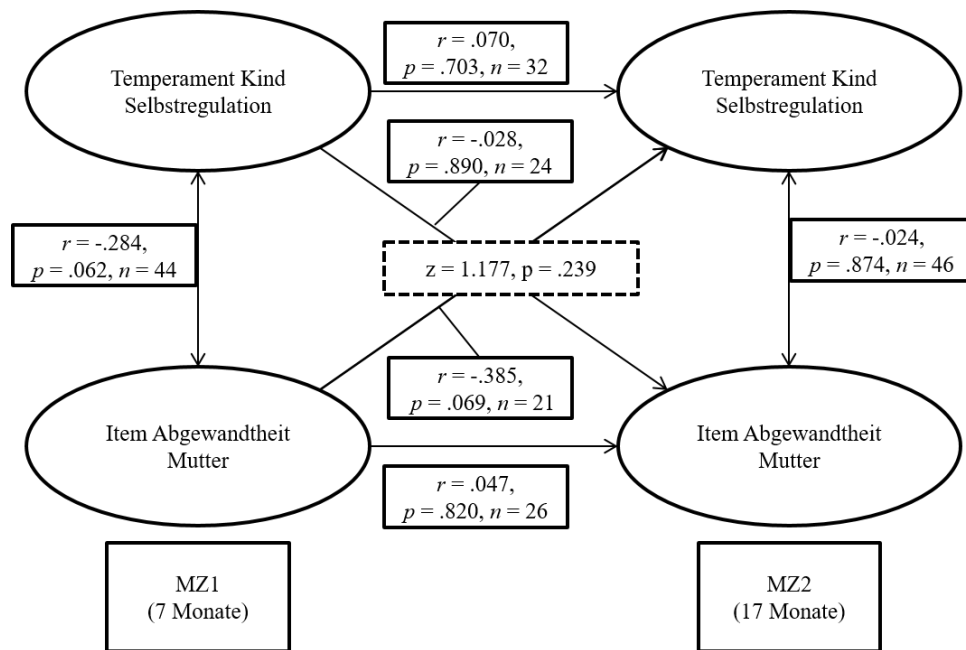 r = .070,
p = .703, n = 32
Temperament Kind
Selbstregulation
Temperament Kind
Selbstregulation
r = -.028,
p = .890, n = 24
r = -.284,
p = .062, n = 44
z = 1.177, p = .239
r = -.024,
p = .874, n = 46
r = -.385,
p = .069, n = 21
Item Abgewandtheit
Mutter
Item Abgewandtheit
Mutter
r = .047,
p = .820, n = 26
MZ1
(7 Monate)
MZ2
(17 Monate)